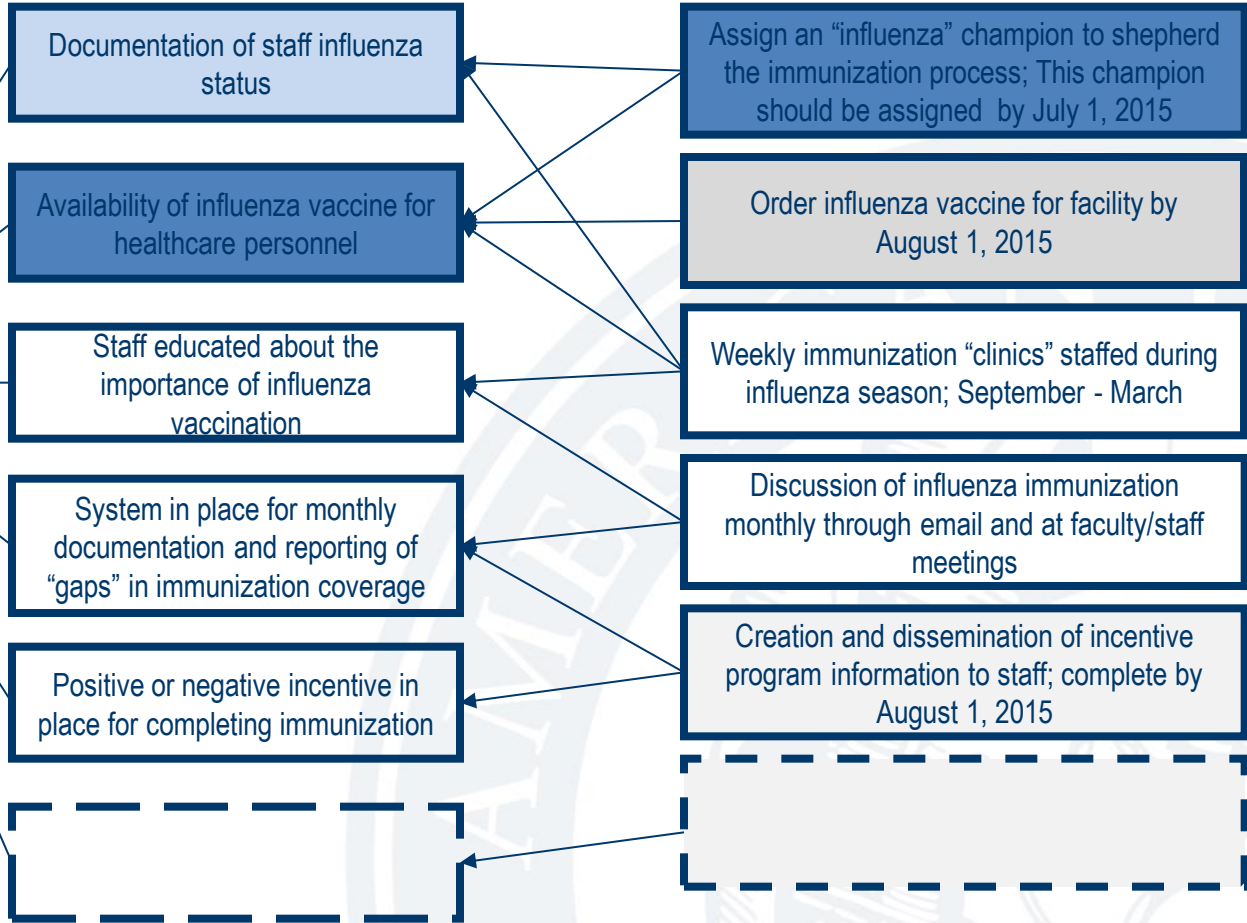 Documentation of staff influenza
status
Availability of influenza vaccine for
healthcare personnel
Staff educated about the
importance of influenza
vaccination
System in place for monthly
documentation and reporting of
“gaps” in immunization coverage
Positive or negative incentive in
place for completing immunization
Assign an “influenza” champion to shepherd
the immunization process; This champion
should be assigned by July 1, 2015
Order influenza vaccine for facility by
August 1, 2015
Weekly immunization “clinics” staffed during
influenza season; September - March
Discussion of influenza immunization
monthly through email and at faculty/staff
meetings
Creation and dissemination of incentive
program information to staff; complete by
August 1, 2015
AMERICAN